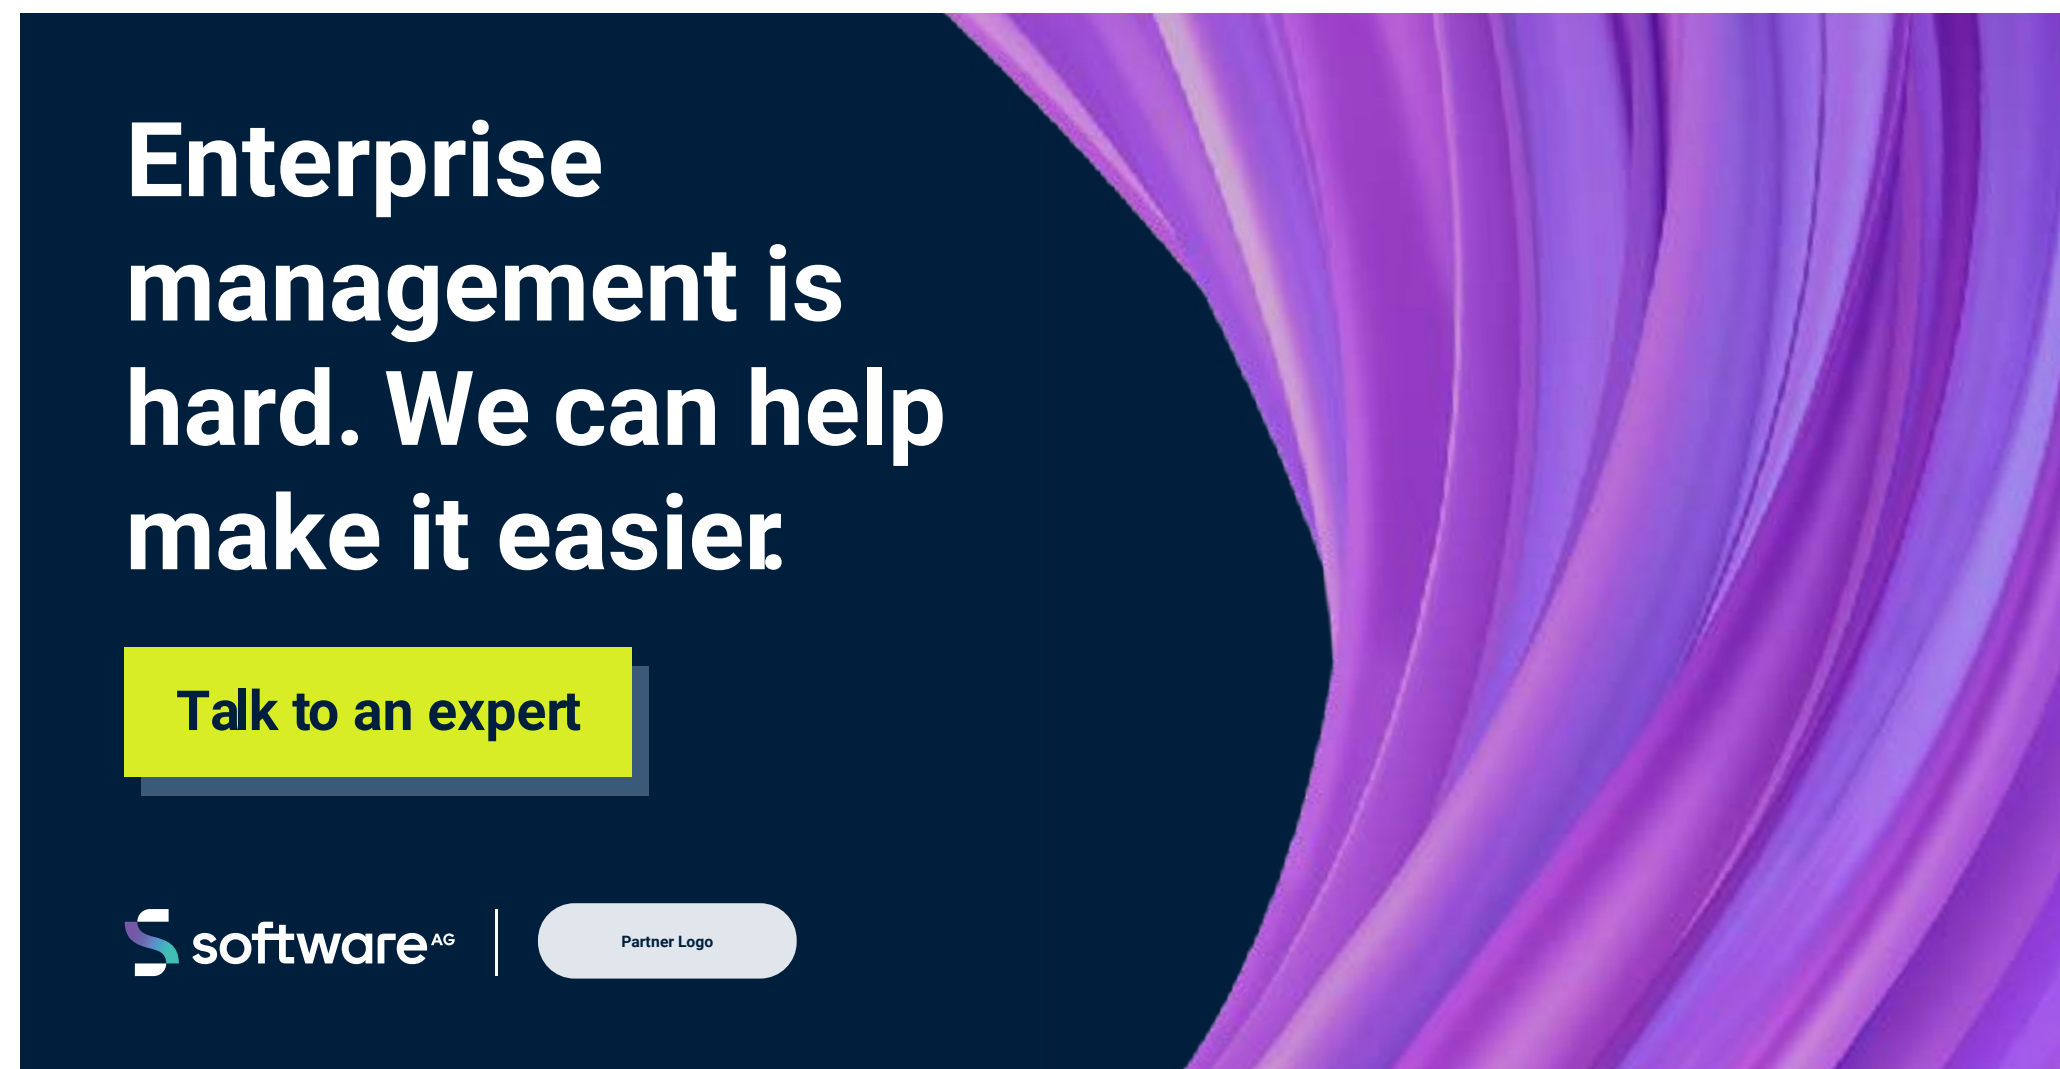 Enterprise
management is
hard. We can help
make it easier.
Talk to an expert
software AG
Partner Logo